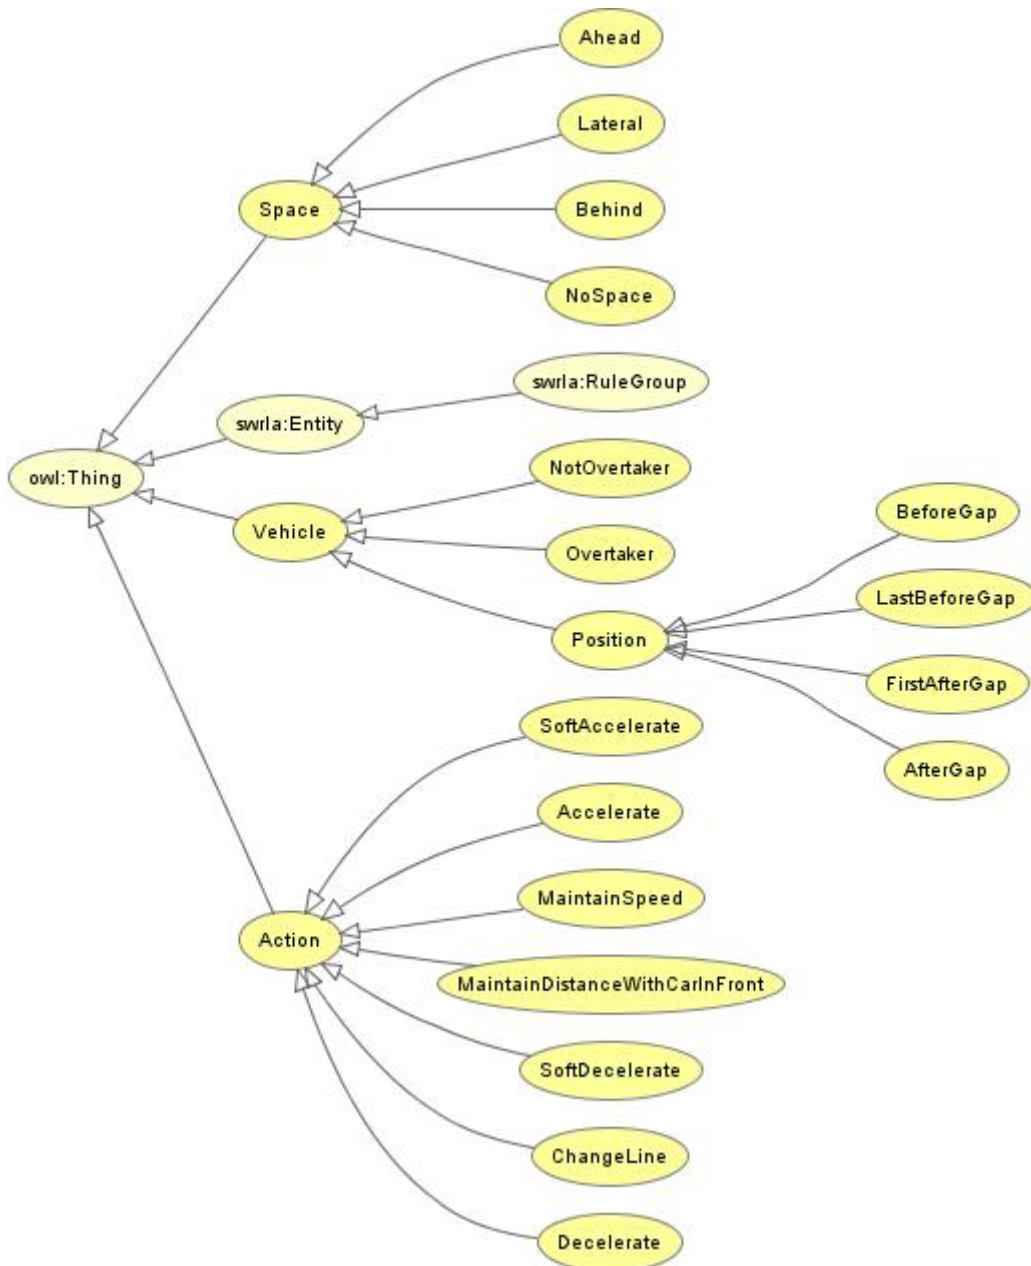 Ahead
Lateral
Space
Behind
NoSpace
swrla:RuleGroup
swrla:Entity
owl:Thing
NotOvertaker
Vehicle
Overtaker
BeforeGap
LastBeforeGap
Position
FirstAfterGap
AfterGap
SoftAccelerate
Accelerate
MaintainSpeed
Action
MaintainDistanceWithCarInFront
SoftDecelerate
ChangeLine
Decelerate